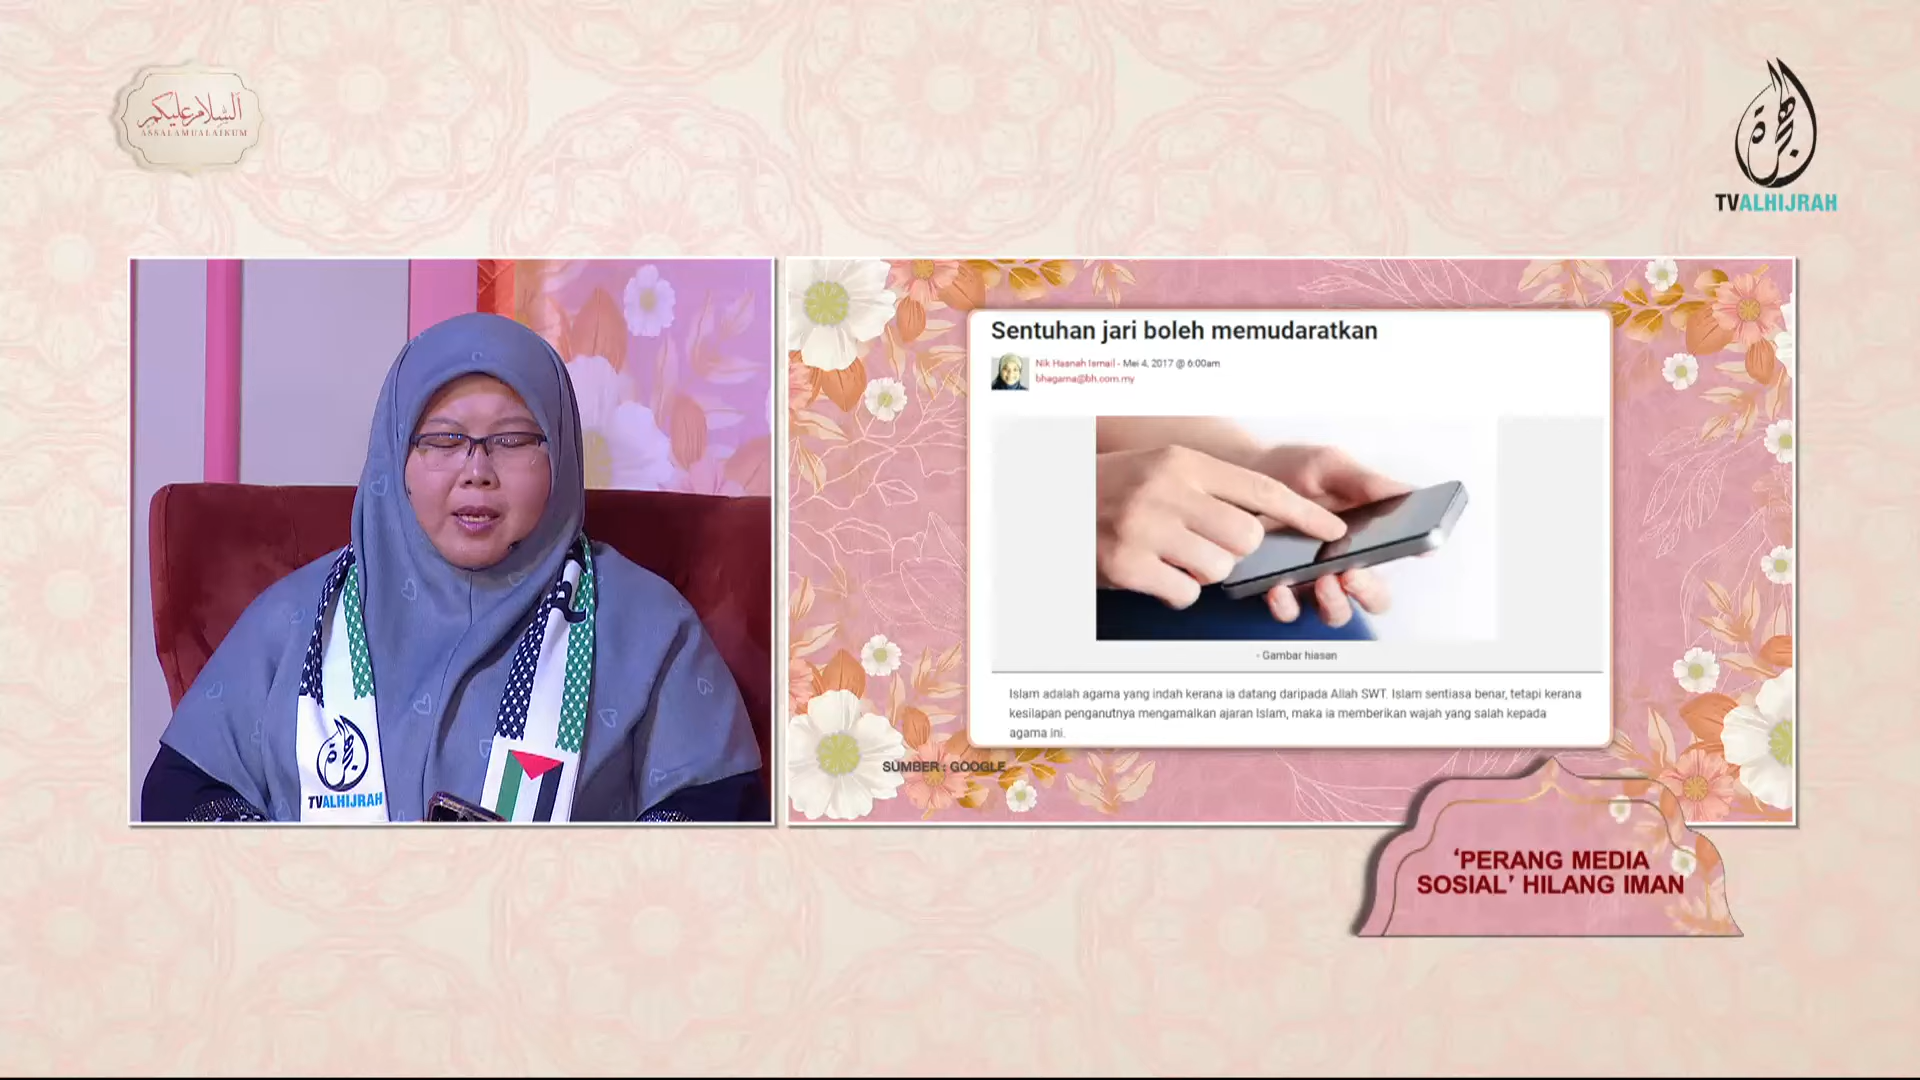 السلام عليكم
ASSALAMUALAIKUM
هجرة
TVALHIJRAH
هجرة
TVALHIJRAH
Sentuhan jari boleh memudaratkan
Nik Hasnah Ismail - Mei 4, 2017 @ 6:00am
bhagama@bh.com.my
- Gambar hiasan
Islam adalah agama yang indah kerana ia datang daripada Allah SWT. Islam sentiasa benar, tetapi kerana
kesilapan penganutnya mengamalkan ajaran Islam, maka ia memberikan wajah yang salah kepada
agama ini.
SUMBER : GOOGLE
‘PERANG MEDIA
SOSIAL’ HILANG IMAN